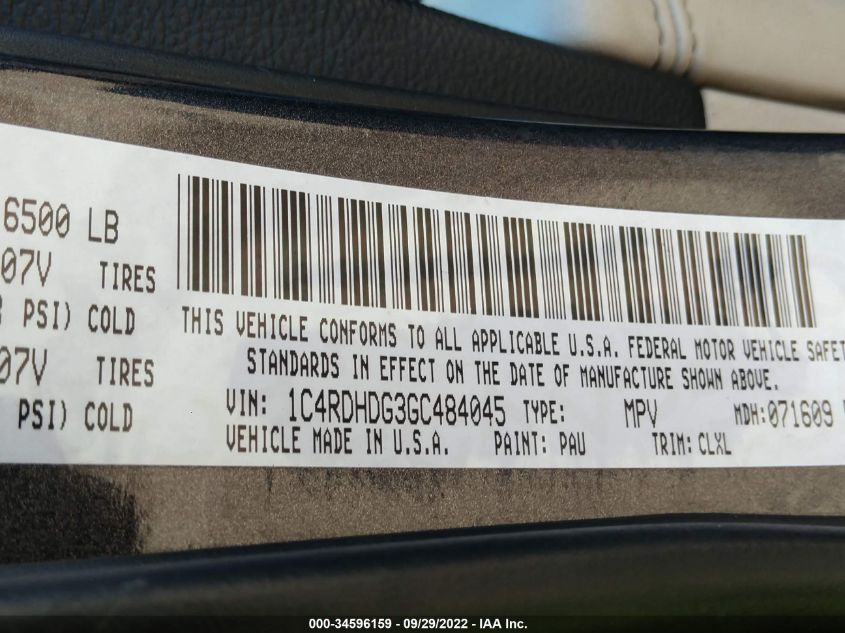 6500 LB
07V TIRES
PSI) COLD
07V TIRES
PSI) COLD
THIS VEHICLE CONFORMS TO ALL APPLICABLE U.S.A. FEDERAL MOTOR VEHICLE SAFET
STANDARDS IN EFFECT ON THE DATE OF MANUFACTURE SHOWN ABOVE.
VIN: 1C4RDHDG3GC484045 TYPE: MPV MDH:071609
VEHICLE MADE IN U.S.A. PAINT: PAU TRIM: CLXL
000-34596159 - 09/29/2022 - IAA Inc.